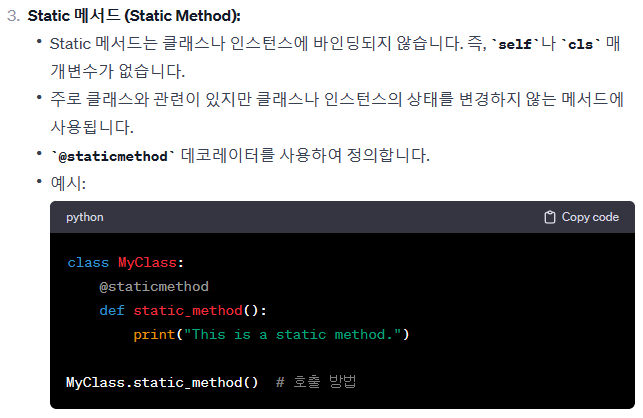 3. Static 메서드 (Static Method):
• Static 메서드는 클래스나 인스턴스에 바인딩되지 않습니다. 즉, `self`나 `cls` 매
개변수가 없습니다.
• 주로 클래스와 관련이 있지만 클래스나 인스턴스의 상태를 변경하지 않는 메서드에
사용됩니다.
• `@staticmethod` 데코레이터를 사용하여 정의합니다.
• 예시:
python Copy code
class MyClass:
    @staticmethod
    def static_method():
        print("This is a static method.")
MyClass.static_method()  # 호출 방법